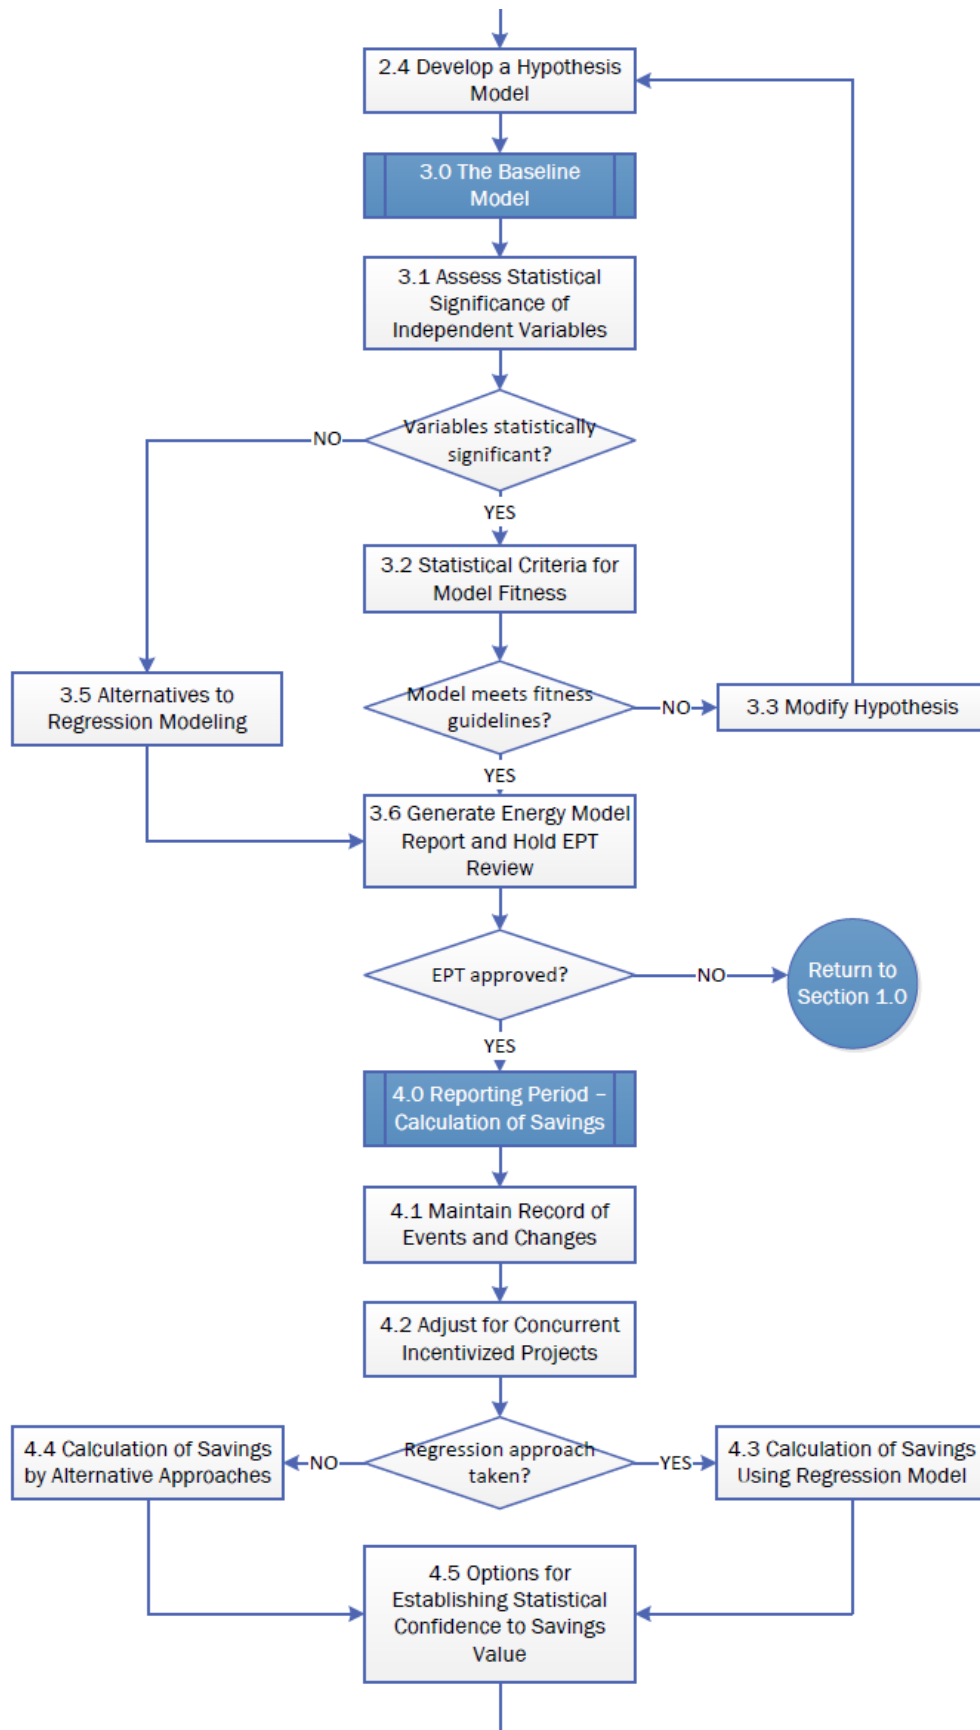 2.4 Develop a Hypothesis
Model
3.0 The Baseline
Model
3.1 Assess Statistical
Significance of
Independent Variables
Variables statistically
significant?
NO
YES
3.2 Statistical Criteria for
Model Fitness
3.5 Alternatives to
Regression Modeling
Model meets fitness
guidelines?
NO
3.3 Modify Hypothesis
YES
3.6 Generate Energy Model
Report and Hold EPT
Review
EPT approved?
NO
Return to
Section 1.0
YES
4.0 Reporting Period –
Calculation of Savings
4.1 Maintain Record of
Events and Changes
4.2 Adjust for Concurrent
Incentivized Projects
4.4 Calculation of Savings
by Alternative Approaches
NO
Regression approach
taken?
YES
4.3 Calculation of Savings
Using Regression Model
4.5 Options for
Establishing Statistical
Confidence to Savings
Value